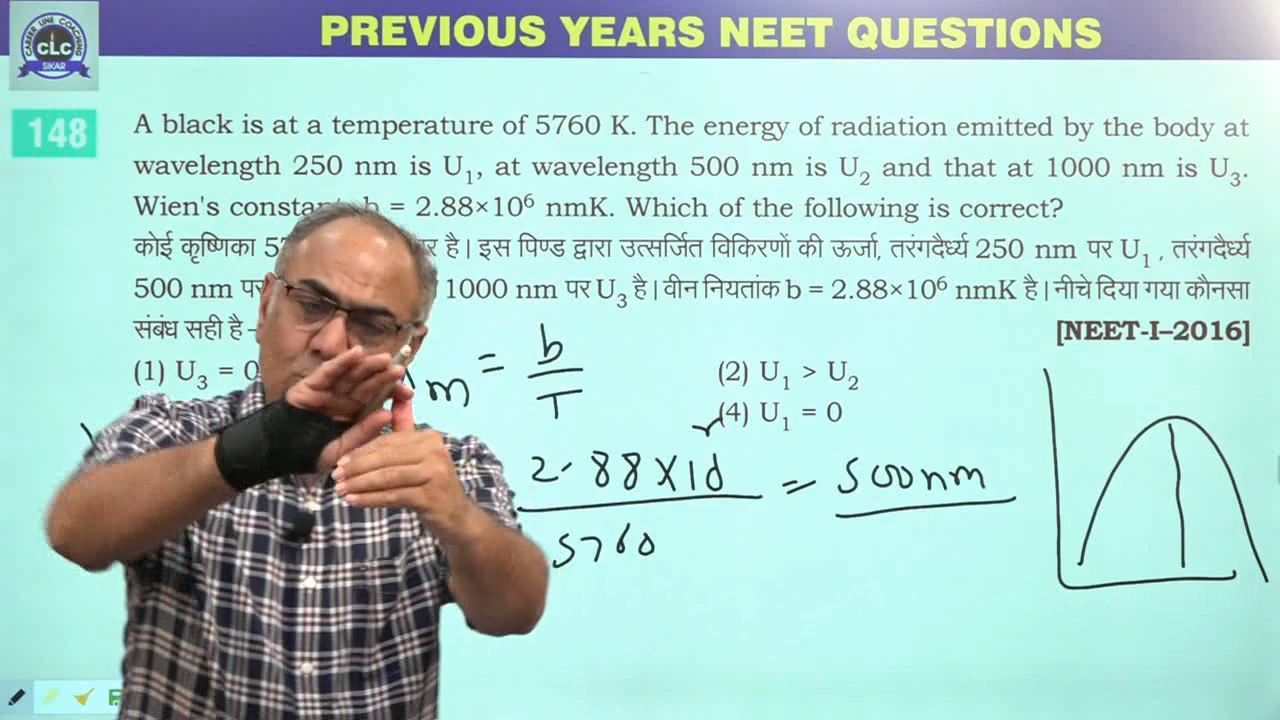 PREVIOUS YEARS NEET QUESTIONS
CAREER LINE COACHING
CLC
SIKAR
148
A black is at a temperature of 5760 K. The energy of radiation emitted by the body at
wavelength 250 nm is U₁, at wavelength 500 nm is U₂ and that at 1000 nm is U₃.
Wien's constant b = 2.88×10⁶ nmK. Which of the following is correct?
कोई कृष्णिका है। इस पिण्ड द्वारा उत्सर्जित विकिरणों की ऊर्जा, तरंगदैर्ध्य 250 nm पर U₁, तरंगदैर्ध्य
500 nm पर 1000 nm पर U₃ है। वीन नियतांक b = 2.88×10⁶ nmK है। नीचे दिया गया कौनसा
संबंध सही है –
[NEET-I–2016]
(1) U₃ = 0
(2) U₁ > U₂
(4) U₁ = 0
m = b
T
2.88×10
5760
= 500nm